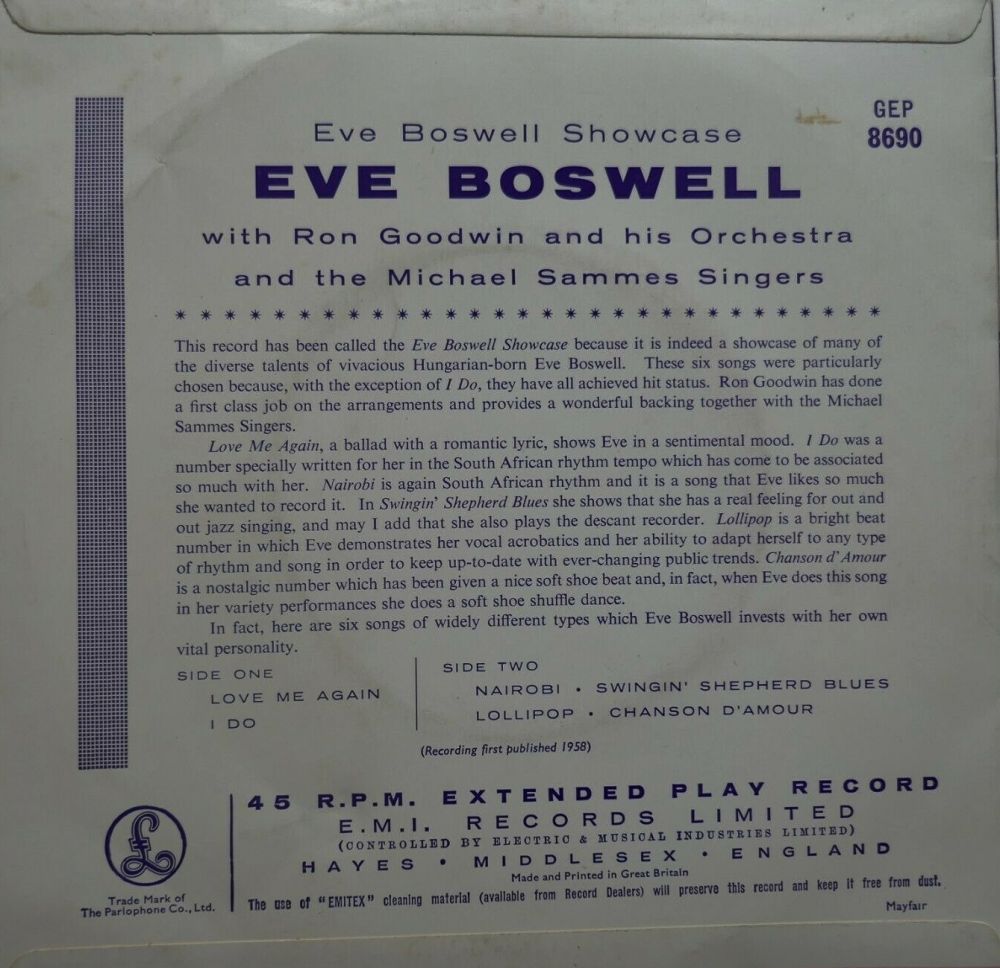 GEP
8690
Eve Boswell Showcase
EVE BOSWELL
with Ron Goodwin and his Orchestra
and the Michael Sammes Singers
* * * * * * * * * * * * * * * * * * * * * * * * * * * * *
This record has been called the Eve Boswell Showcase because it is indeed a showcase of many of
the diverse talents of vivacious Hungarian-born Eve Boswell. These six songs were particularly
chosen because, with the exception of I Do, they have all achieved hit status. Ron Goodwin has done
a first class job on the arrangements and provides a wonderful backing together with the Michael
Sammes Singers.
Love Me Again, a ballad with a romantic lyric, shows Eve in a sentimental mood. I Do was a
number specially written for her in the South African rhythm tempo which has come to be associated
so much with her. Nairobi is again South African rhythm and it is a song that Eve likes so much
she wanted to record it. In Swingin' Shepherd Blues she shows that she has a real feeling for out and
out jazz singing, and may I add that she also plays the descant recorder. Lollipop is a bright beat
number in which Eve demonstrates her vocal acrobatics and her ability to adapt herself to any type
of rhythm and song in order to keep up-to-date with ever-changing public trends. Chanson d'Amour
is a nostalgic number which has been given a nice soft shoe beat and, in fact, when Eve does this song
in her variety performances she does a soft shoe shuffle dance.
In fact, here are six songs of widely different types which Eve Boswell invests with her own
vital personality.
SIDE ONE
LOVE ME AGAIN
I DO
SIDE TWO
NAIROBI • SWINGIN' SHEPHERD BLUES
LOLLIPOP • CHANSON D'AMOUR
(Recording first published 1958)
45 R.P.M. EXTENDED PLAY RECORD
E.M.I. RECORDS LIMITED
(CONTROLLED BY ELECTRIC & MUSICAL INDUSTRIES LIMITED)
HAYES • MIDDLESEX • ENGLAND
Made and Printed in Great Britain
The use of "EMITEX" cleaning material (available from Record Dealers) will preserve this record and keep it free from dust.
Mayfair
£
Trade Mark of
The Parlophone Co., Ltd.